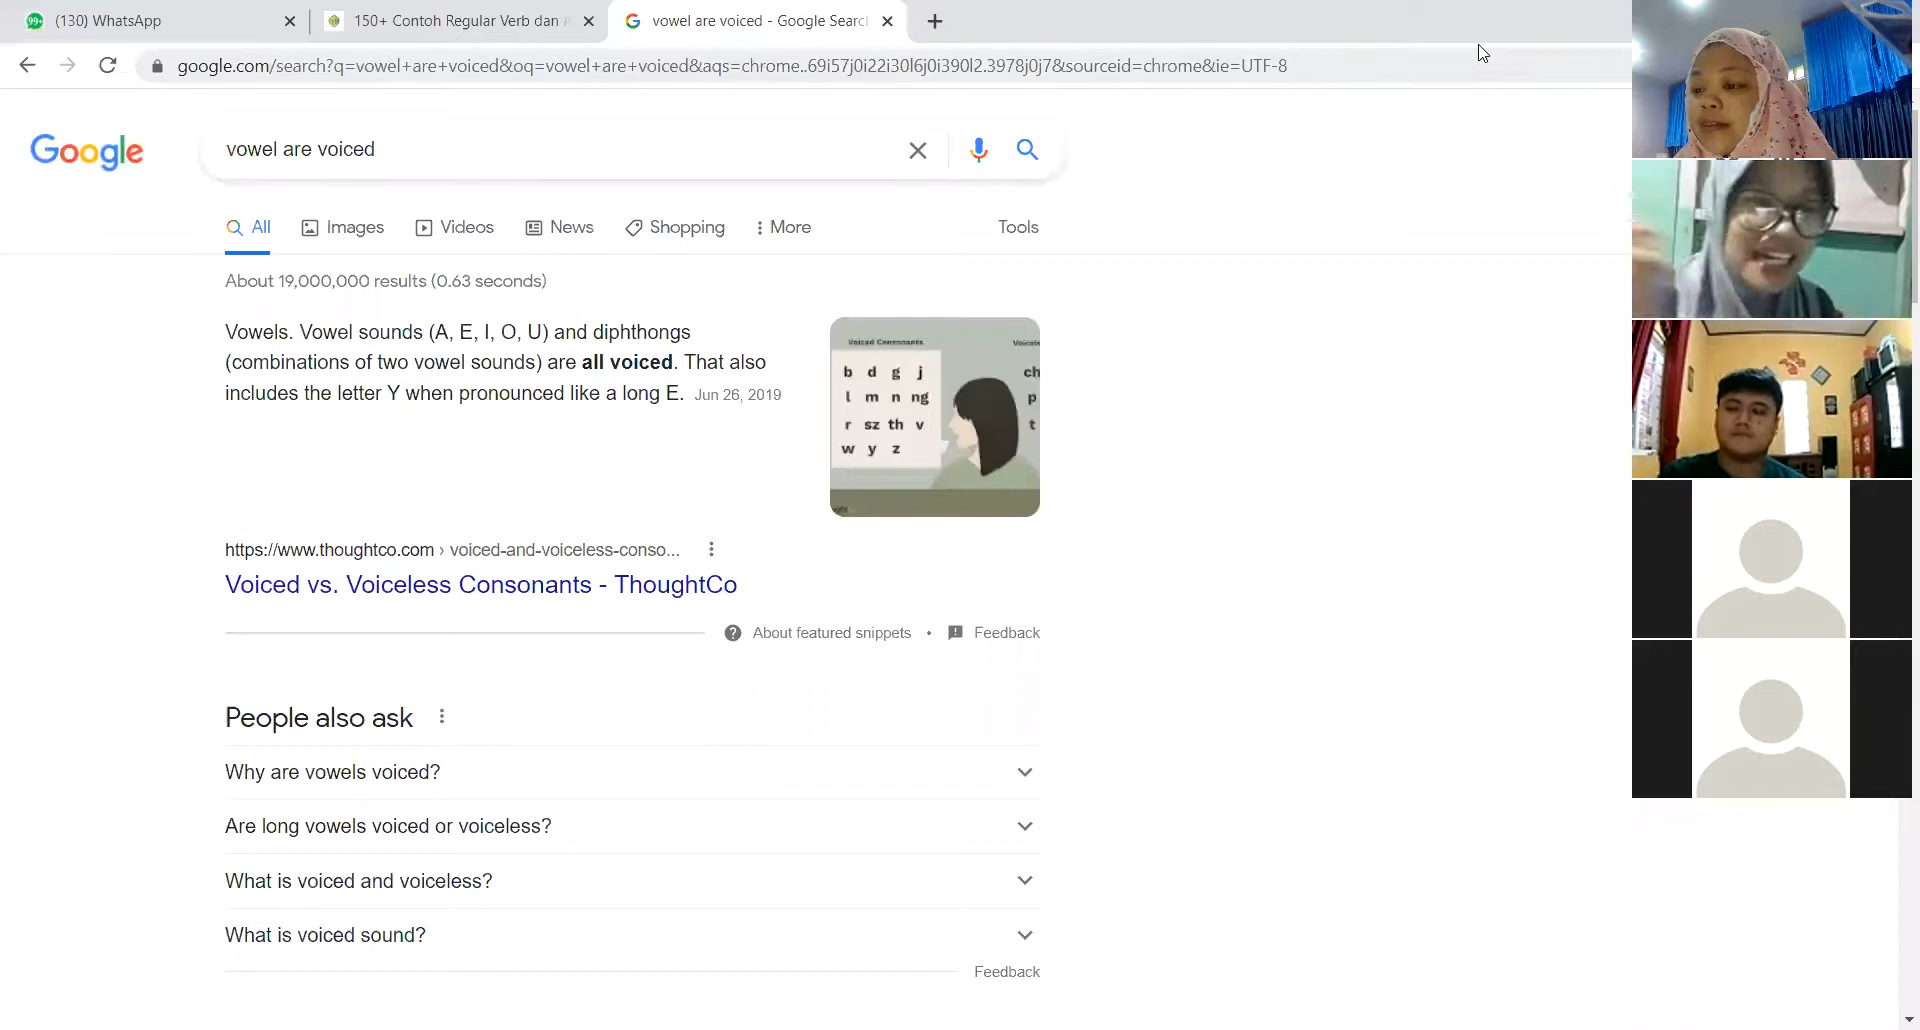 99+ (130) WhatsApp
150+ Contoh Regular Verb dan
vowel are voiced - Google Searc
google.com/search?q=vowel+are+voiced&oq=vowel+are+voiced&aqs=chrome..69i57j0i22i30l6j0i390l2.3978j0j7&sourceid=chrome&ie=UTF-8
Google
vowel are voiced
All Images Videos News Shopping More Tools
About 19,000,000 results (0.63 seconds)
Vowels. Vowel sounds (A, E, I, O, U) and diphthongs
(combinations of two vowel sounds) are all voiced. That also
includes the letter Y when pronounced like a long E. Jun 26, 2019
Voiced Consonants
b d g j ch
l m n ng p
r sz th v t
w y z
https://www.thoughtco.com › voiced-and-voiceless-conso...
Voiced vs. Voiceless Consonants - ThoughtCo
About featured snippets • Feedback
People also ask
Why are vowels voiced?
Are long vowels voiced or voiceless?
What is voiced and voiceless?
What is voiced sound?
Feedback